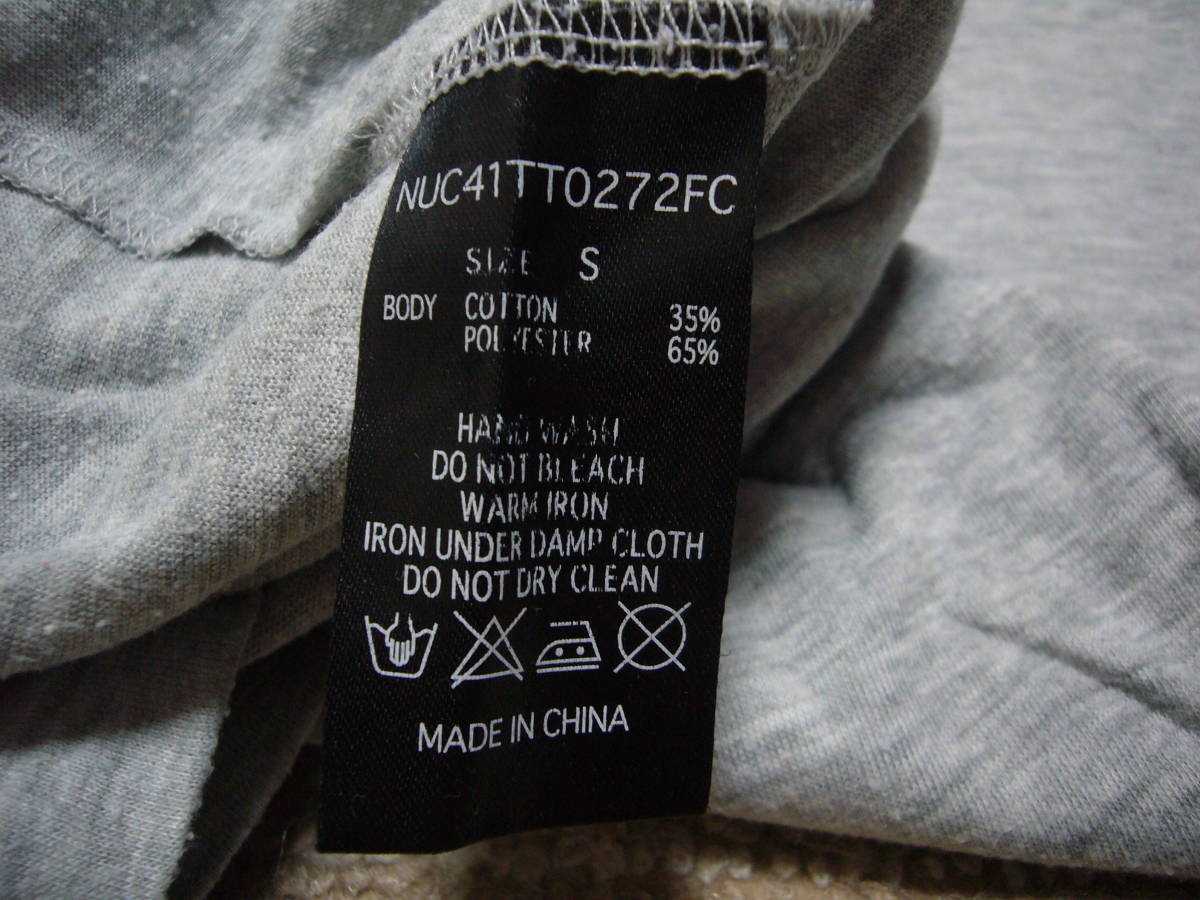 NUC41TT0272FC
SIZE S
BODY COTTON 35%
POLYESTER 65%
HAND WASH
DO NOT BLEACH
WARM IRON
IRON UNDER DAMP CLOTH
DO NOT DRY CLEAN
MADE IN CHINA